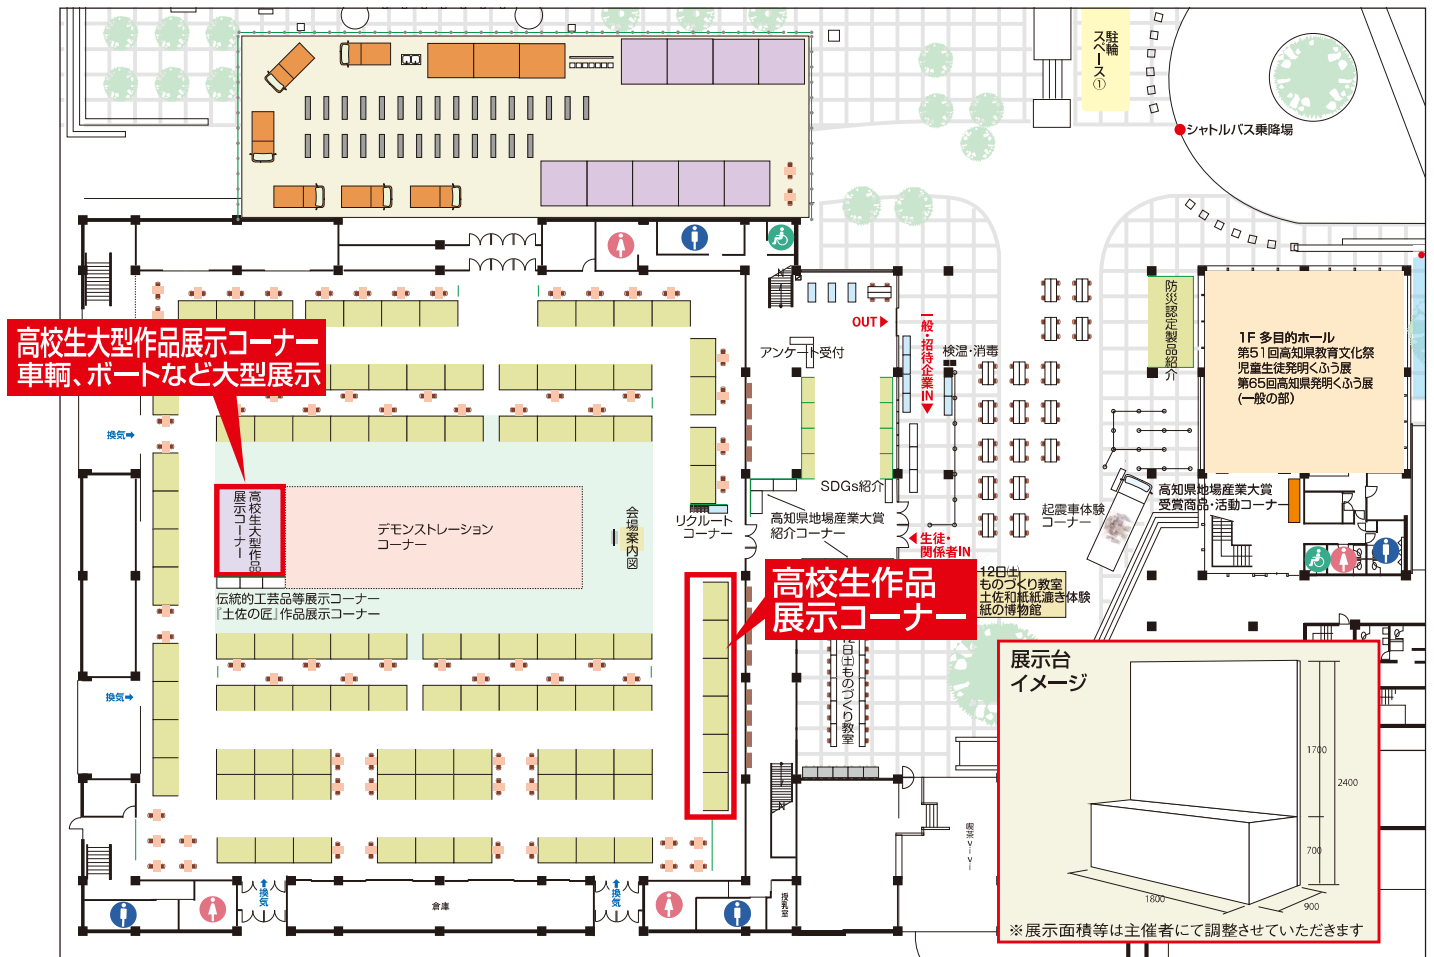 駐輪
スペース①
シャトルバス乗降場
高校生大型作品展示コーナー
車輌、ボートなど大型展示
OUT▶
一般・招待企業IN
アンケート受付
検温・消毒
防災認定製品紹介
1F 多目的ホール
第51回高知県教育文化祭
児童生徒発明くふう展
第65回高知県発明くふう展
(一般の部)
換気➡
高校生大型作品
展示コーナー
デモンストレーション
コーナー
会場案内図
リクルート
コーナー
SDGs紹介
高知県地場産業大賞
紹介コーナー
起震車体験
コーナー
高知県地場産業大賞
受賞商品・活動コーナー
◀生徒・
関係者IN
伝統的工芸品等展示コーナー
『土佐の匠』作品展示コーナー
高校生作品
展示コーナー
12日(土)
ものづくり教室
土佐和紙紙漉き体験
紙の博物館
12日(土)ものづくり教室
換気➡
展示台
イメージ
1700
2400
700
1800
900
※展示面積等は主催者にて調整させていただきます
喫茶ViVi
➡換気
倉庫
➡換気
授乳室